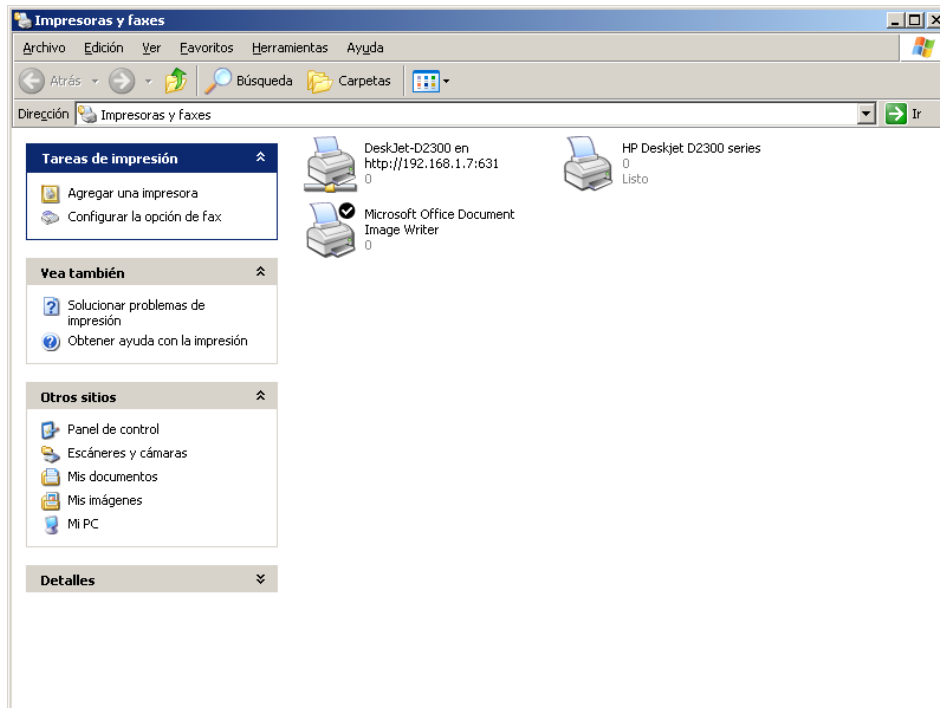 Impresoras y faxes
Archivo Edición Ver Favoritos Herramientas Ayuda
Atrás Búsqueda Carpetas
Dirección Impresoras y faxes Ir
Tareas de impresión
Agregar una impresora
Configurar la opción de fax
Vea también
Solucionar problemas de
impresión
Obtener ayuda con la impresión
Otros sitios
Panel de control
Escáneres y cámaras
Mis documentos
Mis imágenes
Mi PC
Detalles
DeskJet-D2300 en
http://192.168.1.7:631
0
HP Deskjet D2300 series
0
Listo
Microsoft Office Document
Image Writer
0